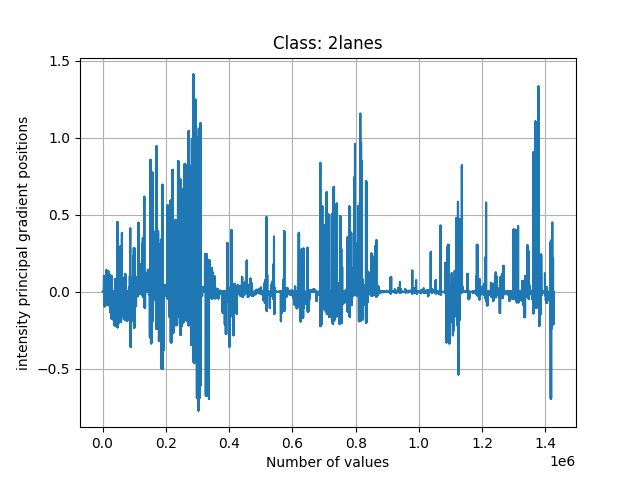 Class: 2lanes
1.5
1.0
0.5
0.0
−0.5
intensity principal gradient positions
0.0 0.2 0.4 0.6 0.8 1.0 1.2 1.4
1e6
Number of values